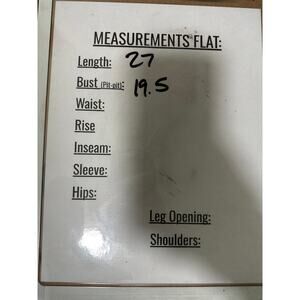 MEASUREMENTS FLAT:
Length: 27
Bust (Pit-pit): 19.5
Waist:
Rise
Inseam:
Sleeve:
Hips:
Leg Opening:
Shoulders: